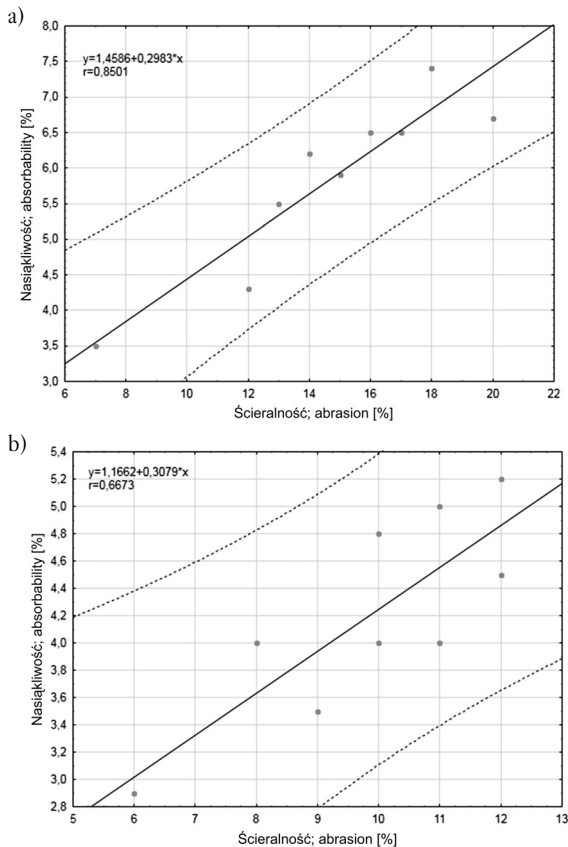 a)
8,0
7,5
7,0
6,5
6,0
5,5
5,0
4,5
4,0
3,5
3,0
y=1,4586+0,2983*x
r=0,8501
Nasiąkliwość; absorbability [%]
6 8 10 12 14 16 18 20 22
Ścieralność; abrasion [%]
b)
5,4
5,2
5,0
4,8
4,6
4,4
4,2
4,0
3,8
3,6
3,4
3,2
3,0
2,8
y=1,1662+0,3079*x
r=0,6673
Nasiąkliwość; absorbability [%]
5 6 7 8 9 10 11 12 13
Ścieralność; abrasion [%]